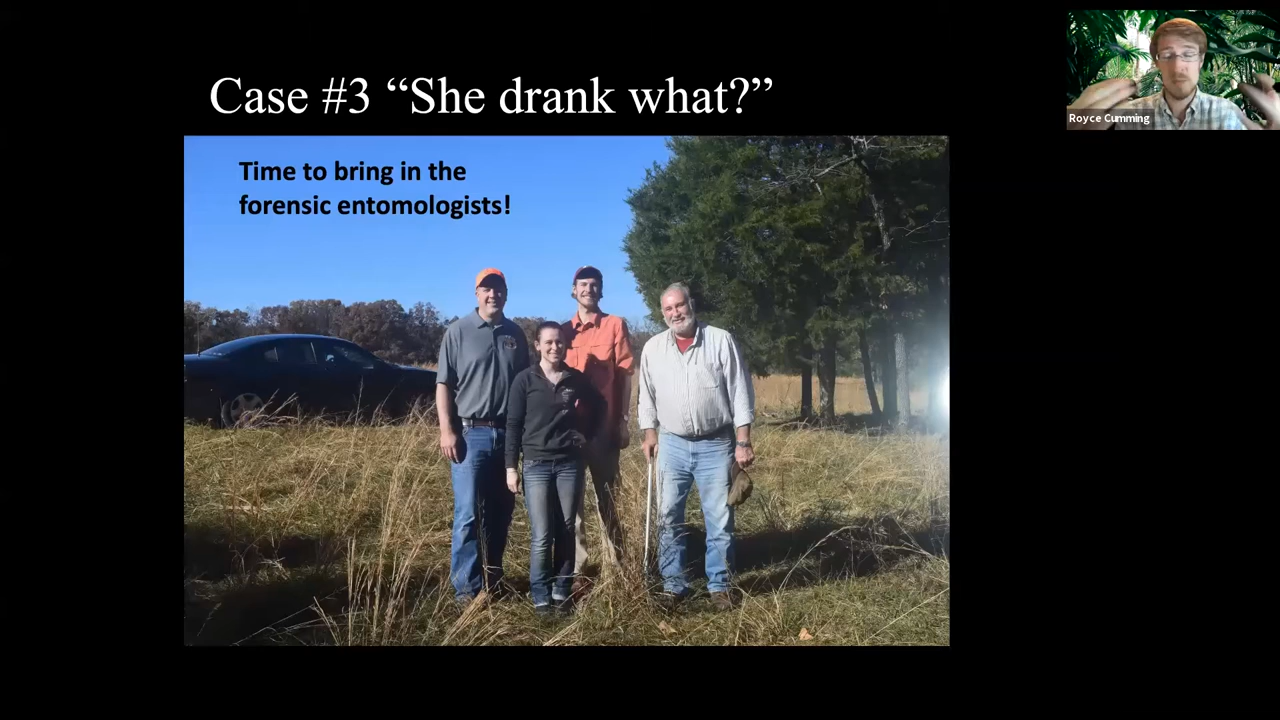 Case #3 “She drank what?”
Time to bring in the
forensic entomologists!
Royce Cumming